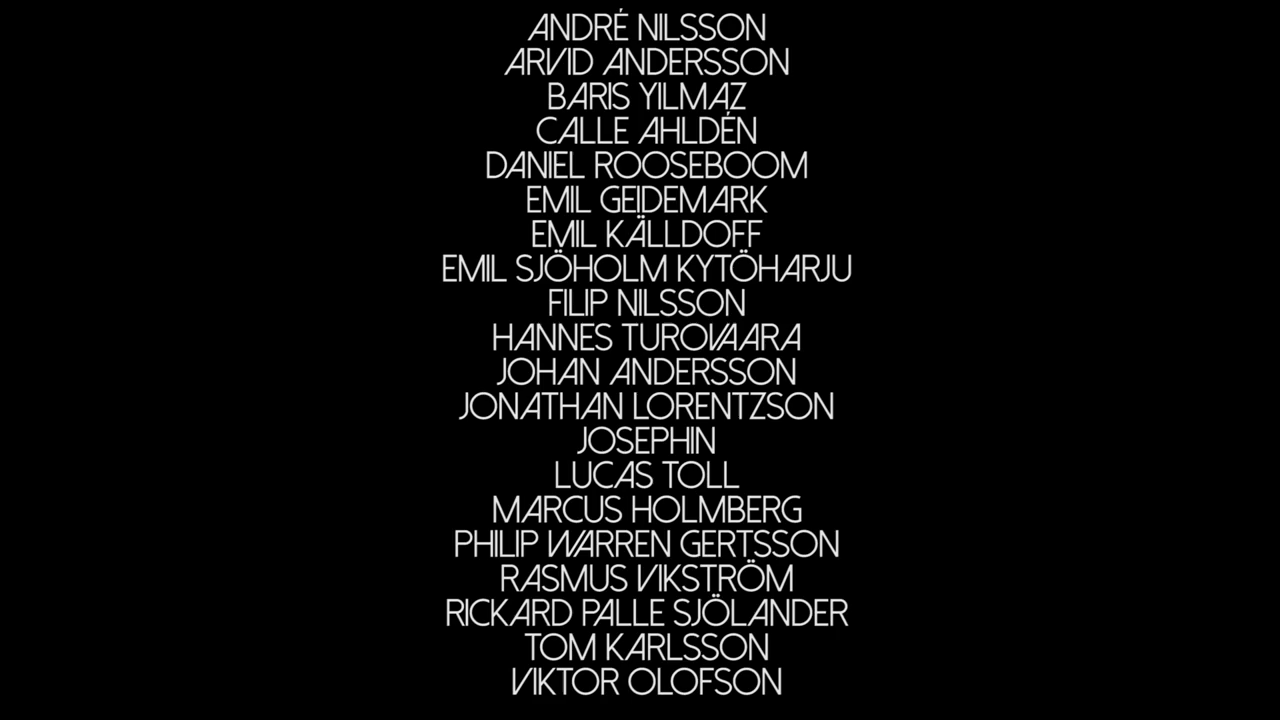 ANDRÉ NILSSON
ARVID ANDERSSON
BARIS YILMAZ
CALLE AHLDÉN
DANIEL ROOSEBOOM
EMIL GEIDEMARK
EMIL KÄLLDOFF
EMIL SJÖHOLM KYTÖHARJU
FILIP NILSSON
HANNES TUROVAARA
JOHAN ANDERSSON
JONATHAN LORENTZSON
JOSEPHIN
LUCAS TOLL
MARCUS HOLMBERG
PHILIP WARREN GERTSSON
RASMUS VIKSTRÖM
RICKARD PALLE SJÖLANDER
TOM KARLSSON
VIKTOR OLOFSON